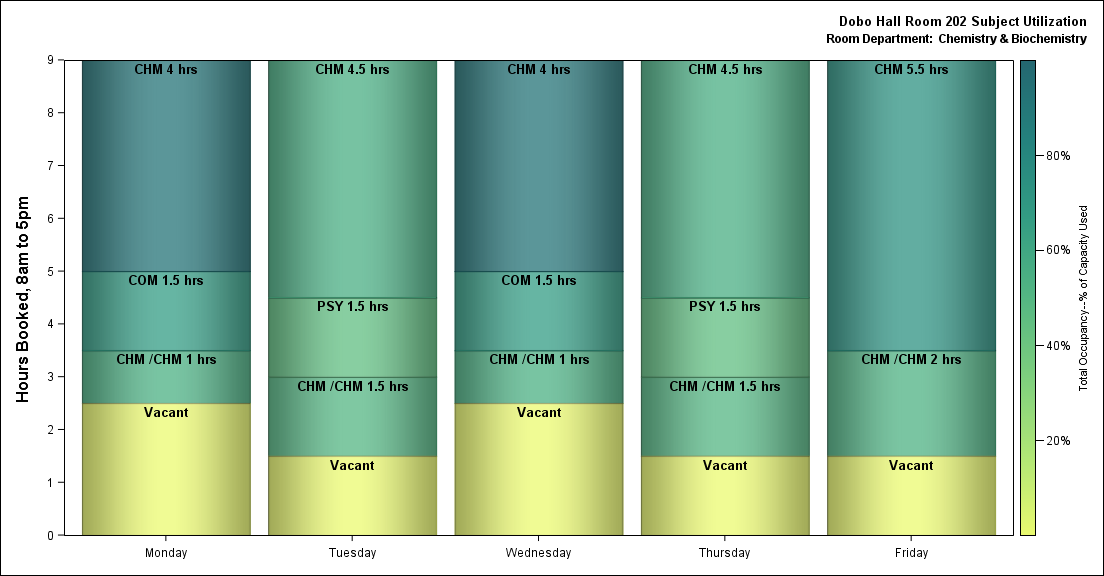 Dobo Hall Room 202 Subject Utilization
Room Department: Chemistry & Biochemistry
Hours Booked, 8am to 5pm
9
8
7
6
5
4
3
2
1
0
CHM 4 hrs
COM 1.5 hrs
CHM /CHM 1 hrs
Vacant
CHM 4.5 hrs
PSY 1.5 hrs
CHM /CHM 1.5 hrs
Vacant
CHM 4 hrs
COM 1.5 hrs
CHM /CHM 1 hrs
Vacant
CHM 4.5 hrs
PSY 1.5 hrs
CHM /CHM 1.5 hrs
Vacant
CHM 5.5 hrs
CHM /CHM 2 hrs
Vacant
Monday
Tuesday
Wednesday
Thursday
Friday
80%
60%
40%
20%
Total Occupancy--% of Capacity Used